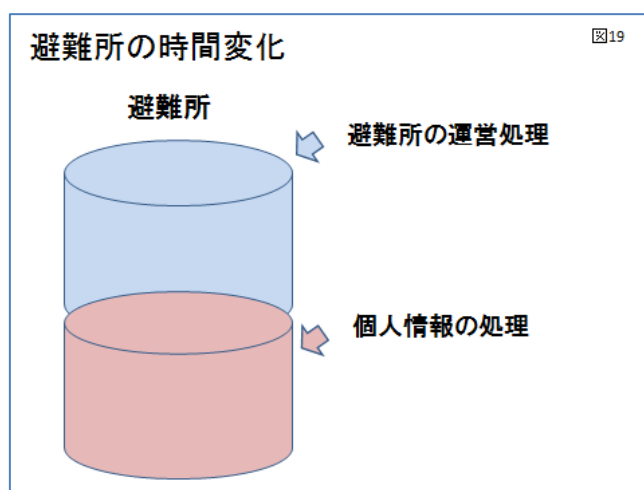 避難所の時間変化
図19
避難所
避難所の運営処理
個人情報の処理